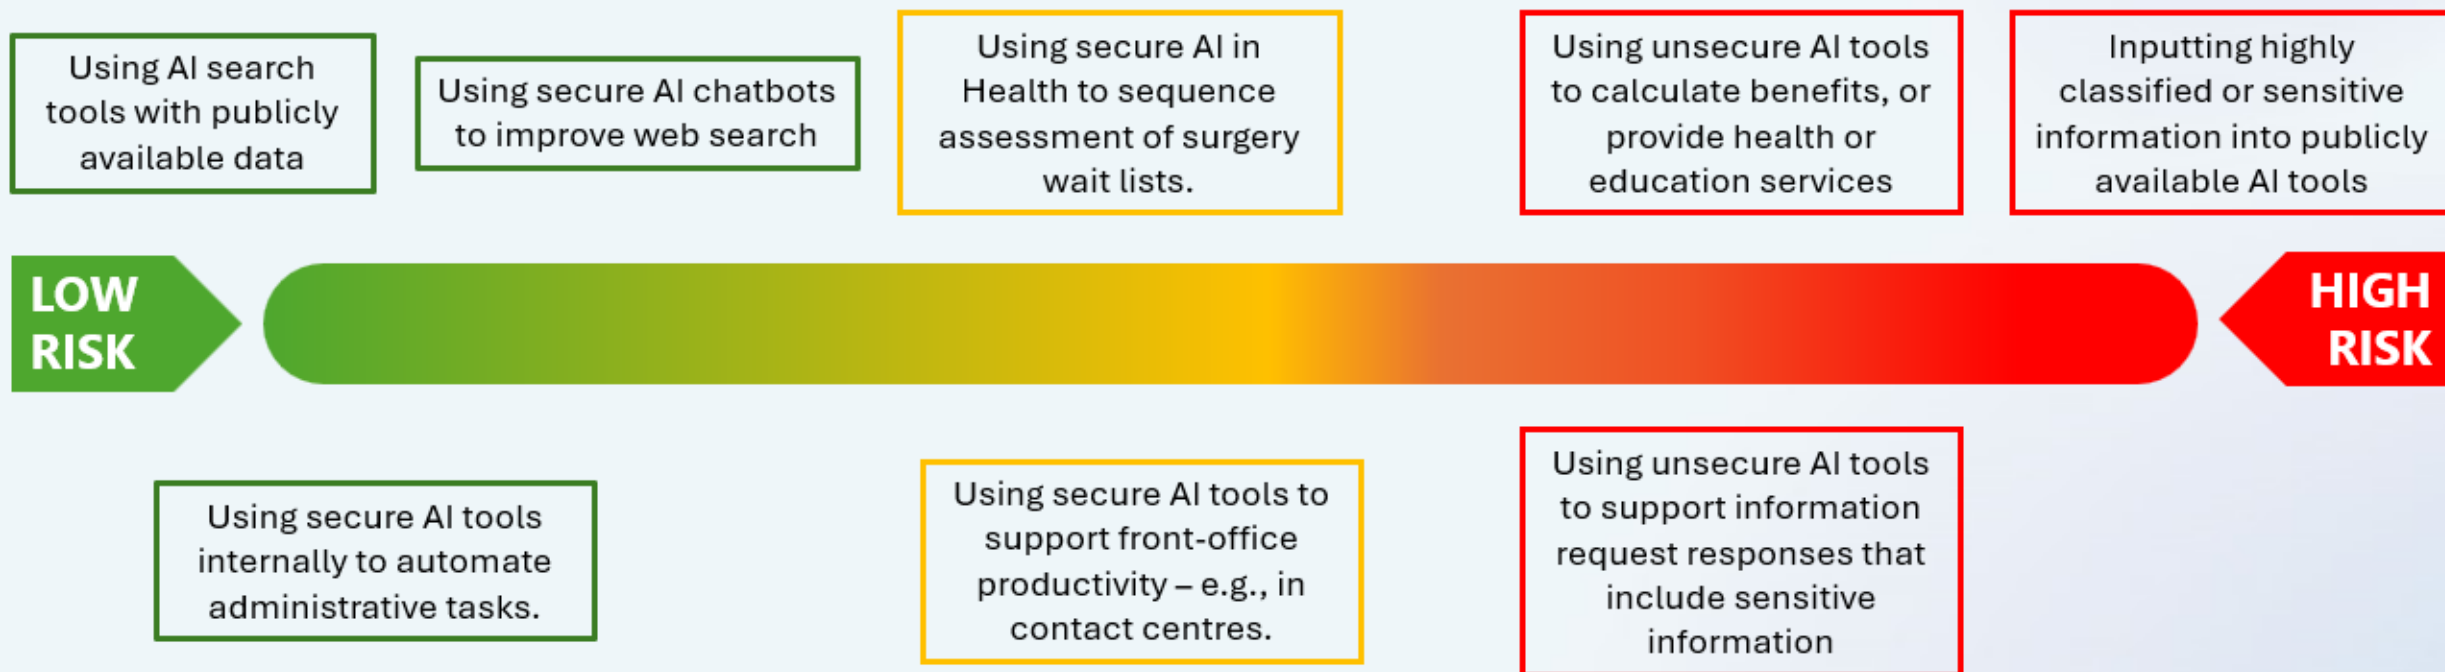 Using AI search
tools with publicly
available data
Using secure AI chatbots
to improve web search
Using secure AI in
Health to sequence
assessment of surgery
wait lists.
Using unsecure AI tools
to calculate benefits, or
provide health or
education services
Inputting highly
classified or sensitive
information into publicly
available AI tools
LOW
RISK
HIGH
RISK
Using secure AI tools
internally to automate
administrative tasks.
Using secure AI tools to
support front-office
productivity – e.g., in
contact centres.
Using unsecure AI tools
to support information
request responses that
include sensitive
information